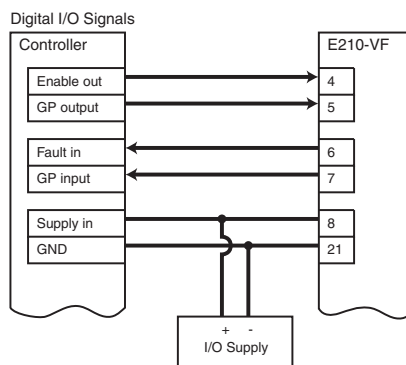 Digital I/O Signals
Controller
E210-VF
Enable out
4
GP output
5
Fault in
6
GP input
7
Supply in
8
GND
21
+ -
I/O Supply